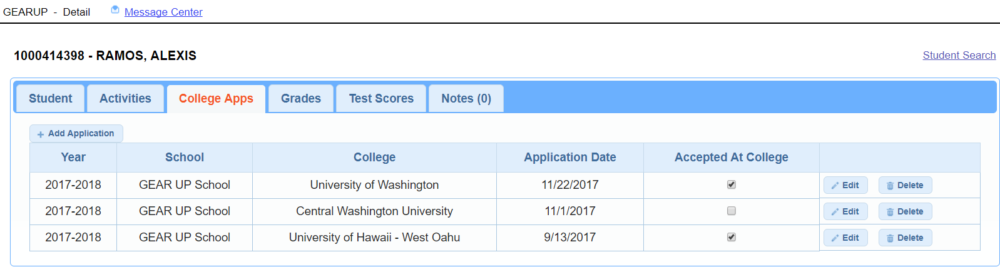 GEARUP - Detail Message Center
1000414398 - RAMOS, ALEXIS Student Search
Student Activities College Apps Grades Test Scores Notes (0)
+ Add Application
Year School College Application Date Accepted At College
2017-2018 GEAR UP School University of Washington 11/22/2017 Edit Delete
2017-2018 GEAR UP School Central Washington University 11/1/2017 Edit Delete
2017-2018 GEAR UP School University of Hawaii - West Oahu 9/13/2017 Edit Delete